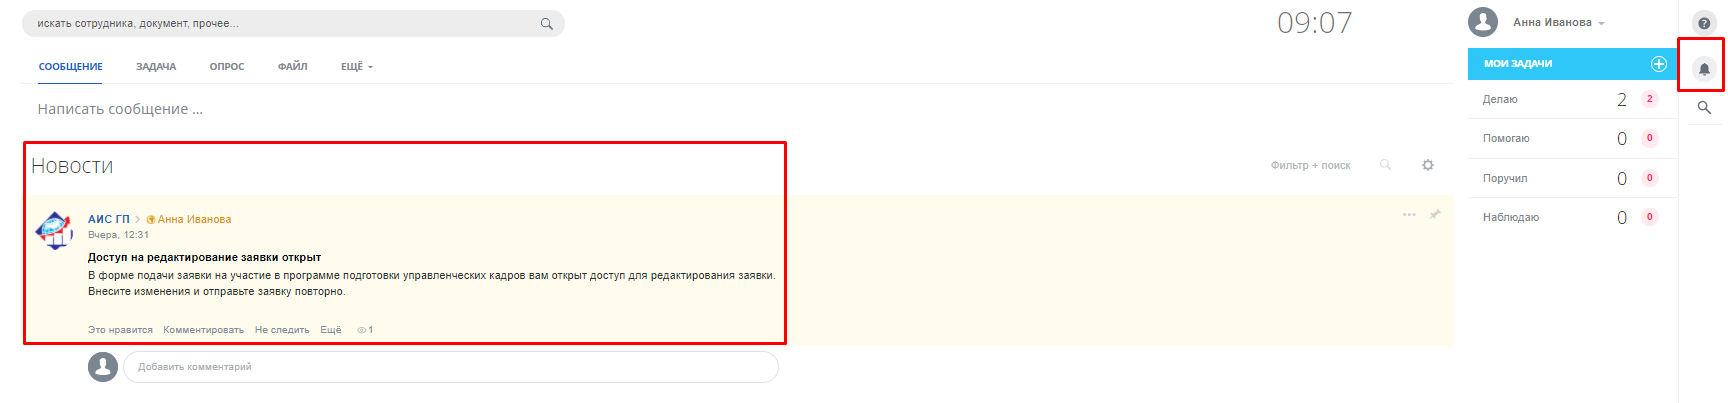 искать сотрудника, документ, прочее...
09:07
Анна Иванова
СООБЩЕНИЕ ЗАДАЧА ОПРОС ФАЙЛ ЕЩЁ
Написать сообщение ...
МОИ ЗАДАЧИ
Делаю 2 2
Помогаю 0 0
Поручил 0 0
Наблюдаю 0 0
Новости
Фильтр + поиск
АИС ГП > Анна Иванова
Вчера, 12:31
Доступ на редактирование заявки открыт
В форме подачи заявки на участие в программе подготовки управленческих кадров вам открыт доступ для редактирования заявки.
Внесите изменения и отправьте заявку повторно.
Это нравится Комментировать Не следить Ещё 1
Добавить комментарий